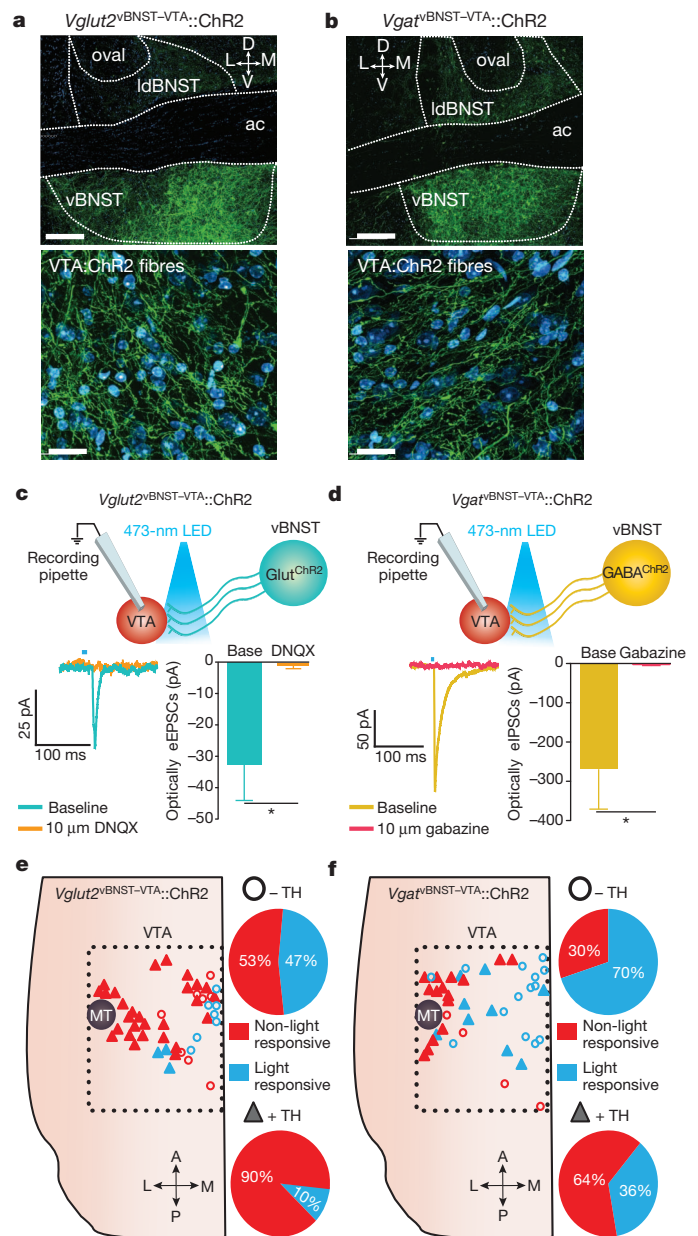 a
Vglut2vBNST–VTA::ChR2
oval
D
L M
V
ldBNST
ac
vBNST
VTA:ChR2 fibres
b
VgatvBNST–VTA::ChR2
D
L M
V
oval
ldBNST
ac
vBNST
VTA:ChR2 fibres
c
Vglut2vBNST–VTA::ChR2
473-nm LED
vBNST
Recording
pipette
GlutChR2
VTA
25 pA
100 ms
Baseline
10 μm DNQX
Base DNQX
Optically eEPSCs (pA)
0
–10
–20
–30
–40
–50
*
d
VgatvBNST–VTA::ChR2
473-nm LED
vBNST
Recording
pipette
GABAChR2
VTA
50 pA
100 ms
Baseline
10 μm gabazine
Base Gabazine
Optically eIPSCs (pA)
0
–100
–200
–300
–400
*
e
Vglut2vBNST–VTA::ChR2
VTA
MT
A
L M
P
– TH
53% 47%
Non-light
responsive
Light
responsive
+ TH
90%
10%
f
VgatvBNST–VTA::ChR2
VTA
MT
A
L M
P
– TH
30%
70%
Non-light
responsive
Light
responsive
+ TH
64%
36%